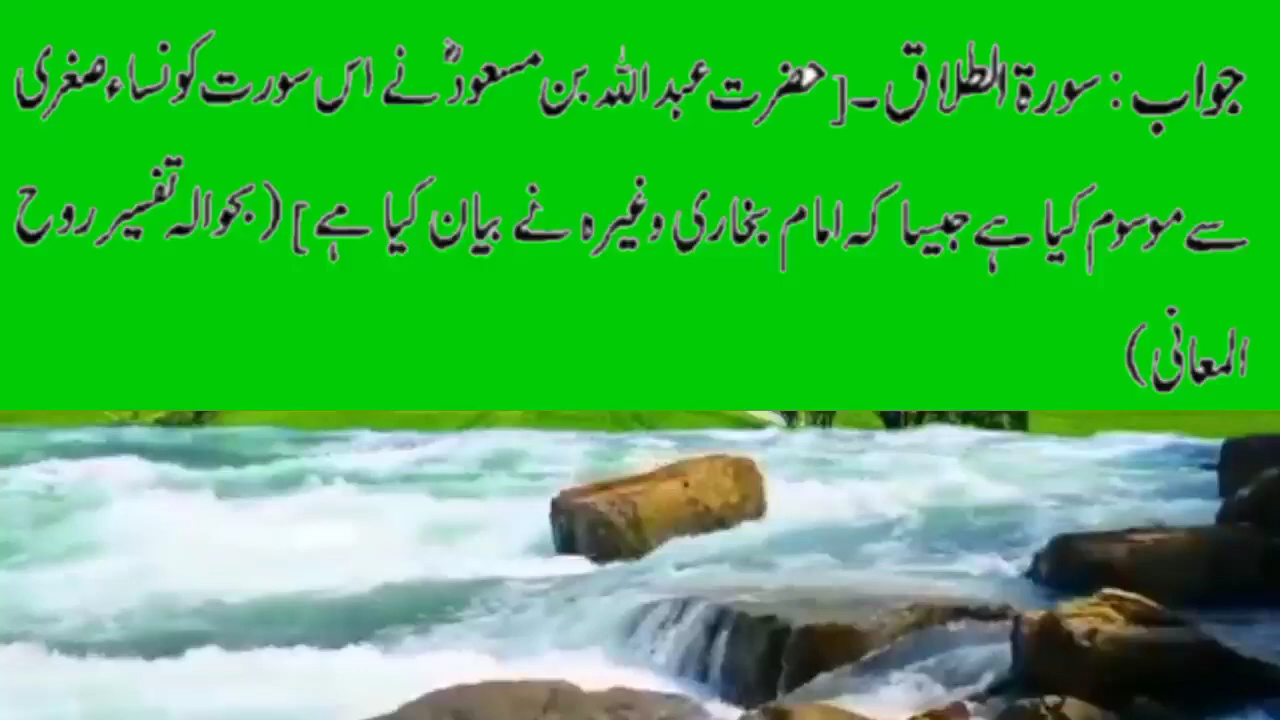 جواب : سورۃ الطلاق ۔ [ حضرت عبد اللہ بن مسعودؓ نے اس سورت کو نساء صغریٰ
سے موسوم کیا ہے جیسا کہ امام بخاری وغیرہ نے بیان کیا ہے ] ( بحوالہ تفسیر روح
المعانی )